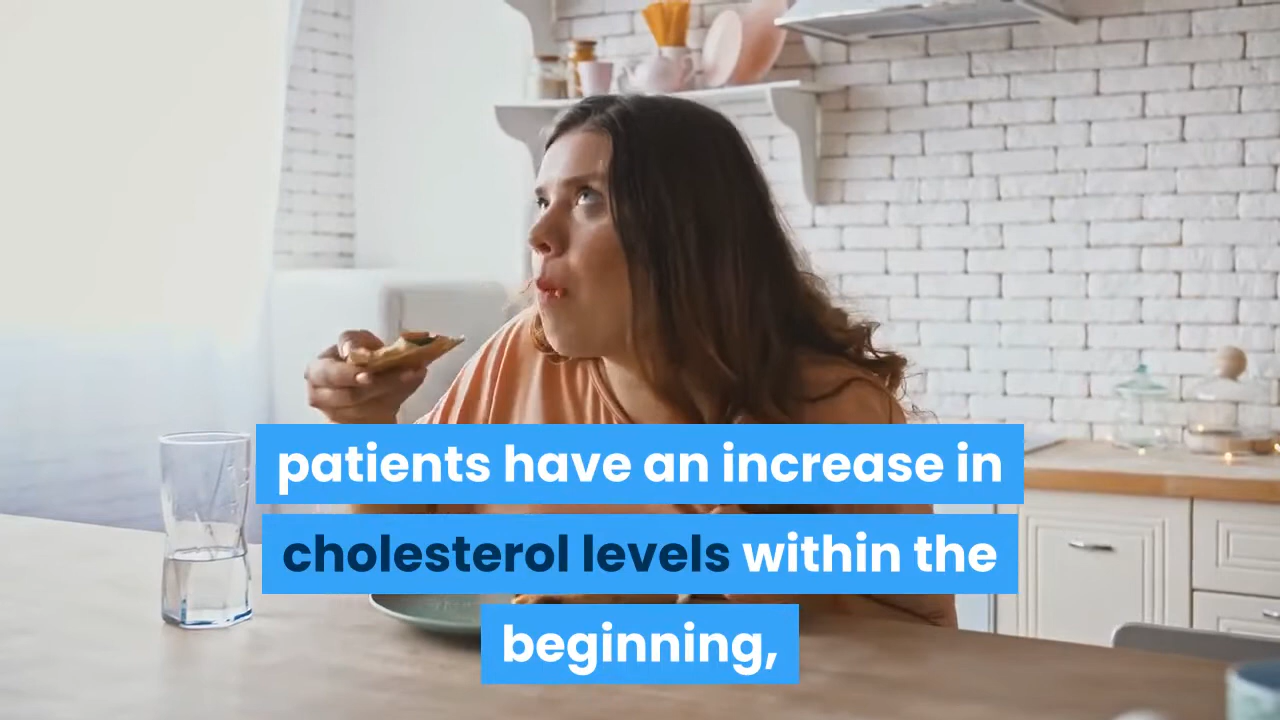 patients have an increase in
cholesterol levels within the
beginning,